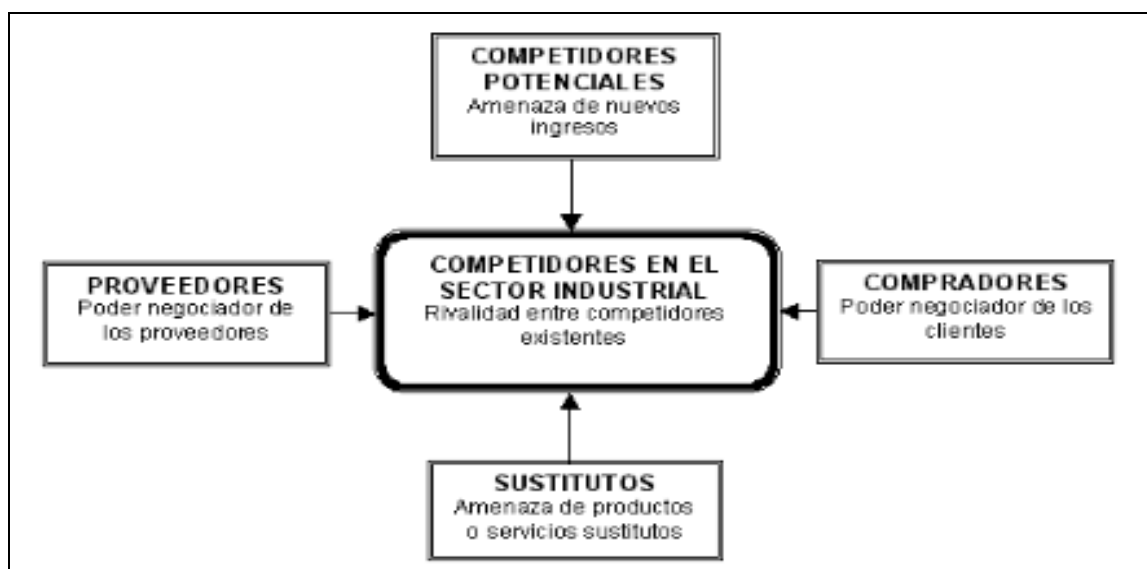 COMPETIDORES
POTENCIALES
Amenaza de nuevos
ingresos
PROVEEDORES
Poder negociador de
los proveedores
COMPETIDORES EN EL
SECTOR INDUSTRIAL
Rivalidad entre competidores
existentes
COMPRADORES
Poder negociador de los
clientes
SUSTITUTOS
Amenaza de productos
o servicios sustitutos